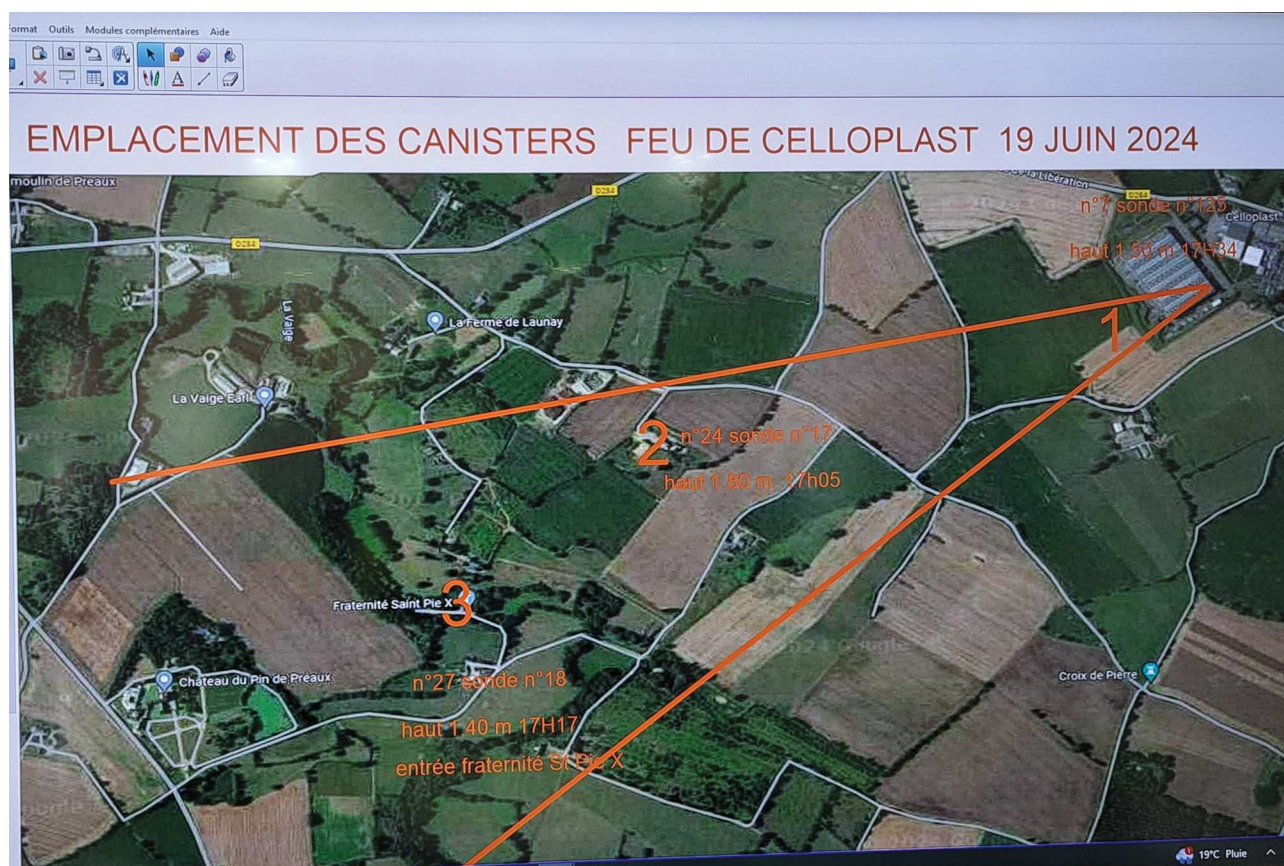 Format Outils Modules complémentaires Aide
EMPLACEMENT DES CANISTERS FEU DE CELLOPLAST 19 JUIN 2024
moulin de Preaux
D284
de la Libération
D284
n°7 sonde n°125
Celloplast
D284
haut 1.50 m 17H34
La Vaige
La Ferme de Launay
1
La Vaige Earl
2
n°24 sonde n°17
haut 1.80 m 17h05
Fraternité Saint Pie X
3
Château du Pin de Préaux
n°27 sonde n°18
Croix de Pierre
haut 1.40 m 17H17
entrée fraternité St Pie X
19°C Pluie